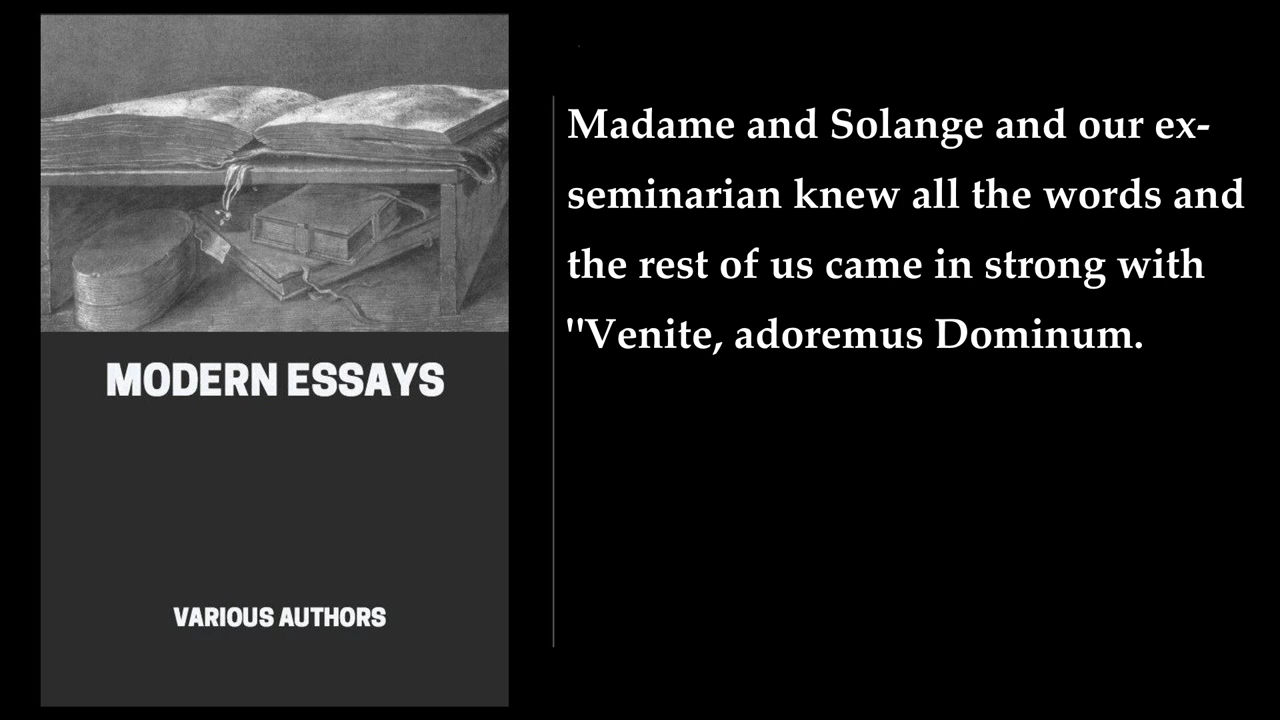 MODERN ESSAYS
VARIOUS AUTHORS
Madame and Solange and our ex-
seminarian knew all the words and
the rest of us came in strong with
"Venite, adoremus Dominum.